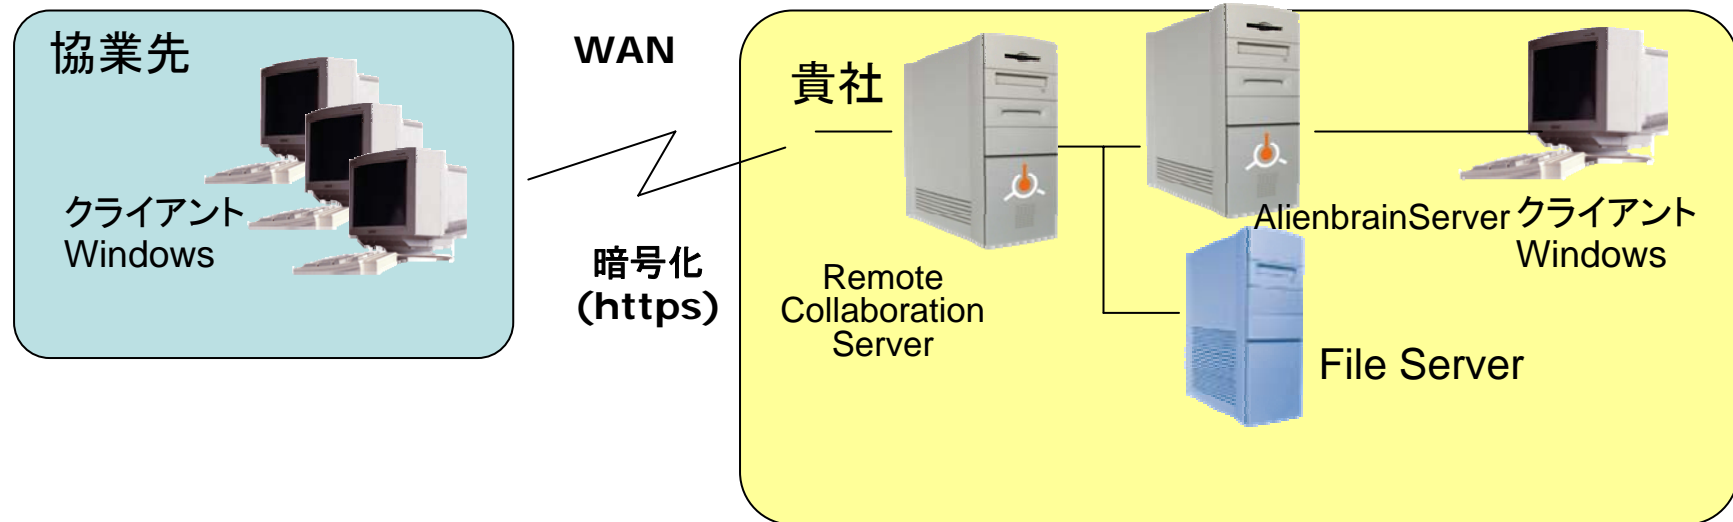 協業先
クライアント
Windows
WAN
暗号化
(https)
貴社
Remote
Collaboration
Server
AlienbrainServer
クライアント
Windows
File Server